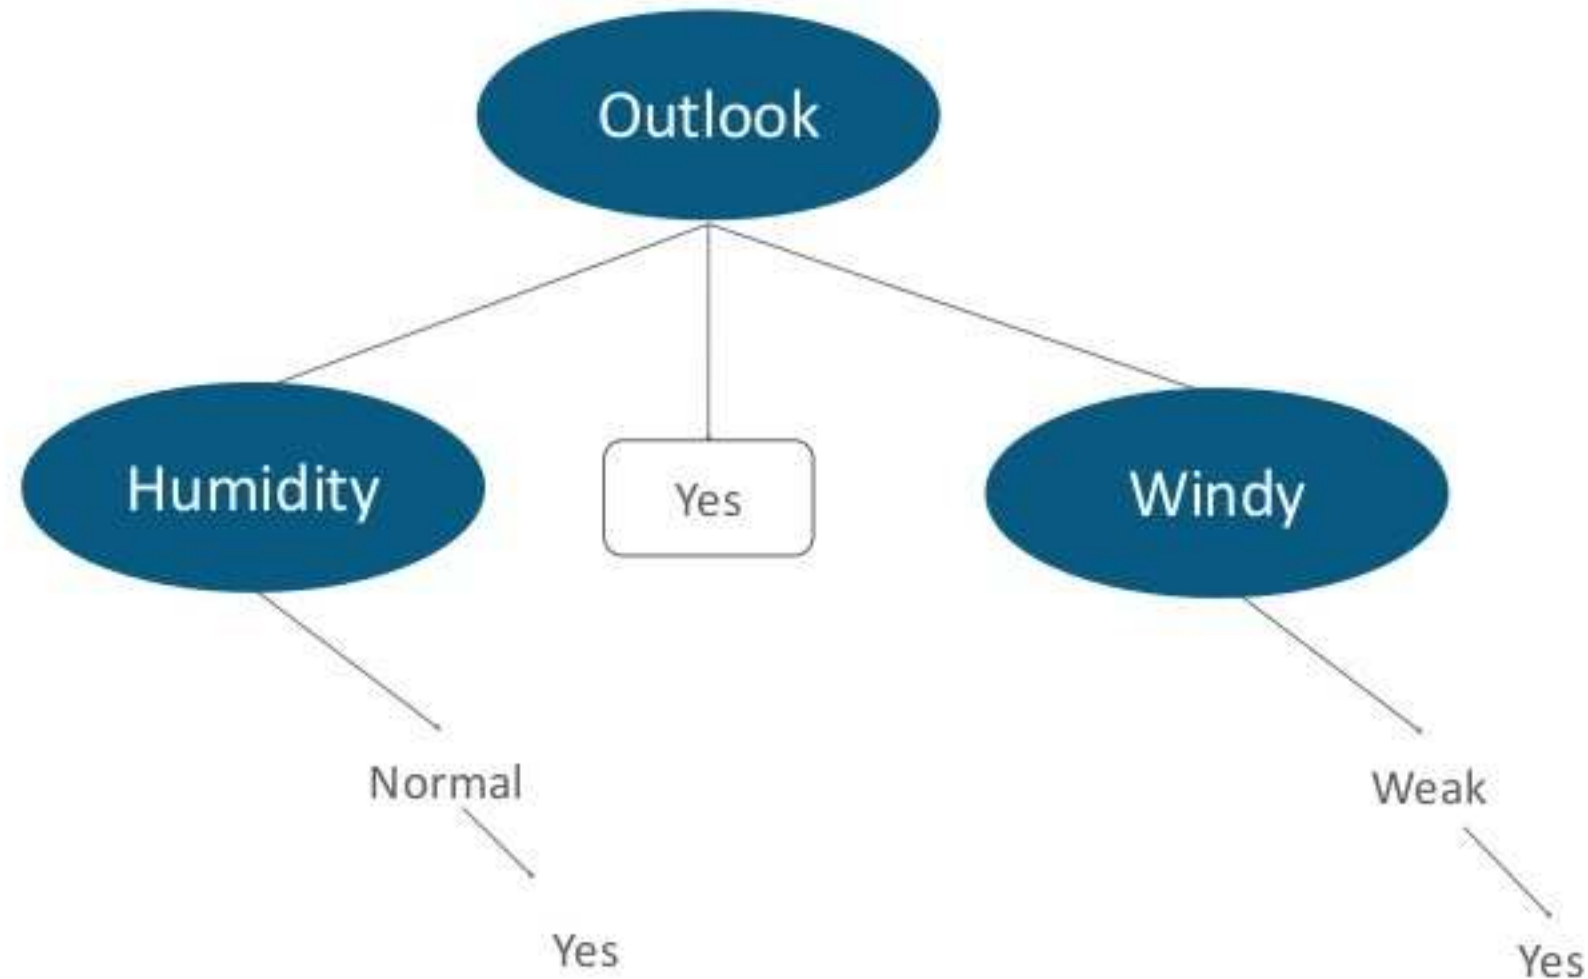 Outlook
Humidity
Yes
Windy
Normal
Weak
Yes
Yes